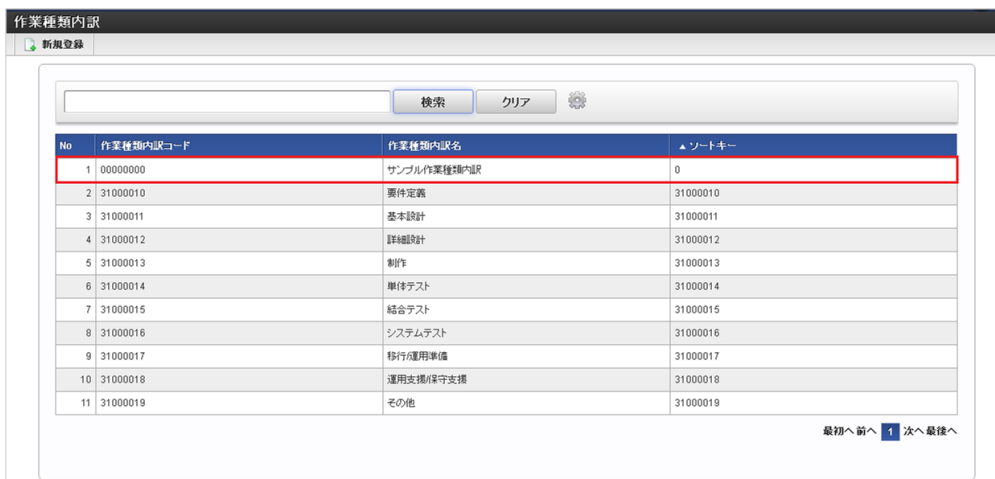 作業種類内訳
新規登録
検索 クリア
No 作業種類内訳コード 作業種類内訳名 ▲ ソートキー
1 00000000 サンプル作業種類内訳 0
2 31000010 要件定義 31000010
3 31000011 基本設計 31000011
4 31000012 詳細設計 31000012
5 31000013 制作 31000013
6 31000014 単体テスト 31000014
7 31000015 結合テスト 31000015
8 31000016 システムテスト 31000016
9 31000017 移行/運用準備 31000017
10 31000018 運用支援/保守支援 31000018
11 31000019 その他 31000019
最初へ 前へ 1 次へ 最後へ